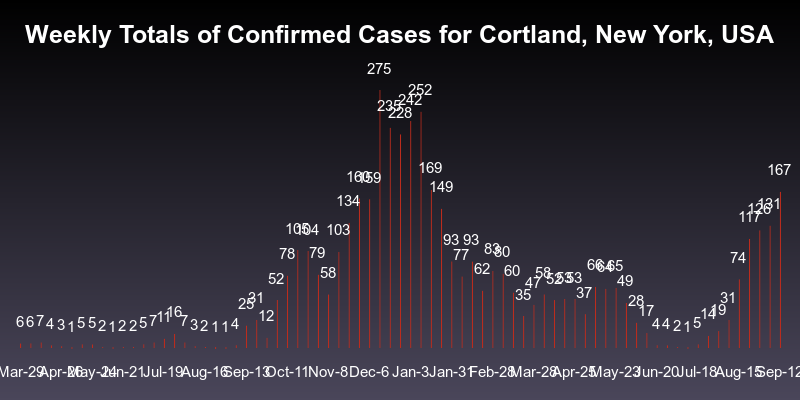 Weekly Totals of Confirmed Cases for Cortland, New York, USA
6 6 7 4 3 1 5 5 2 1 2 2 5 7 11 16 7 3 2 1 1 4 25 31 12 52 78 105 104 79 58 103 134 160 159 275 235 228 242 252 169 149 93 77 93 62 83 80 60 35 47 58 52 53 53 37 66 64 65 49 28 17 4 4 2 1 5 14 19 31 74 117 126 131 167
Mar-29 Apr-26 May-24 Jun-21 Jul-19 Aug-16 Sep-13 Oct-11 Nov-8 Dec-6 Jan-3 Jan-31 Feb-28 Mar-28 Apr-25 May-23 Jun-20 Jul-18 Aug-15 Sep-12